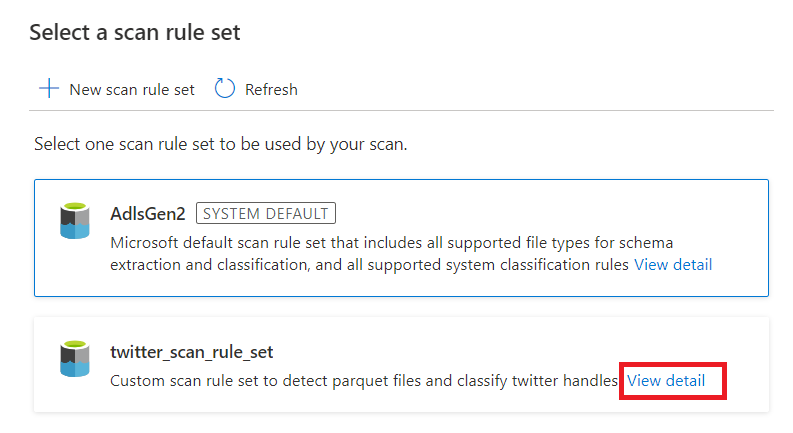 Select a scan rule set
New scan rule set Refresh
Select one scan rule set to be used by your scan.
AdlsGen2 SYSTEM DEFAULT
Microsoft default scan rule set that includes all supported file types for schema
extraction and classification, and all supported system classification rules View detail
twitter_scan_rule_set
Custom scan rule set to detect parquet files and classify twitter handles View detail